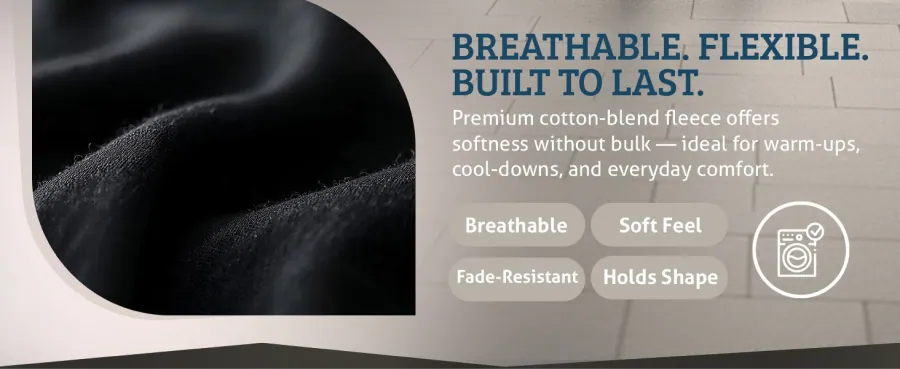 BREATHABLE. FLEXIBLE.
BUILT TO LAST.
Premium cotton-blend fleece offers
softness without bulk — ideal for warm-ups,
cool-downs, and everyday comfort.
Breathable
Soft Feel
Fade-Resistant
Holds Shape